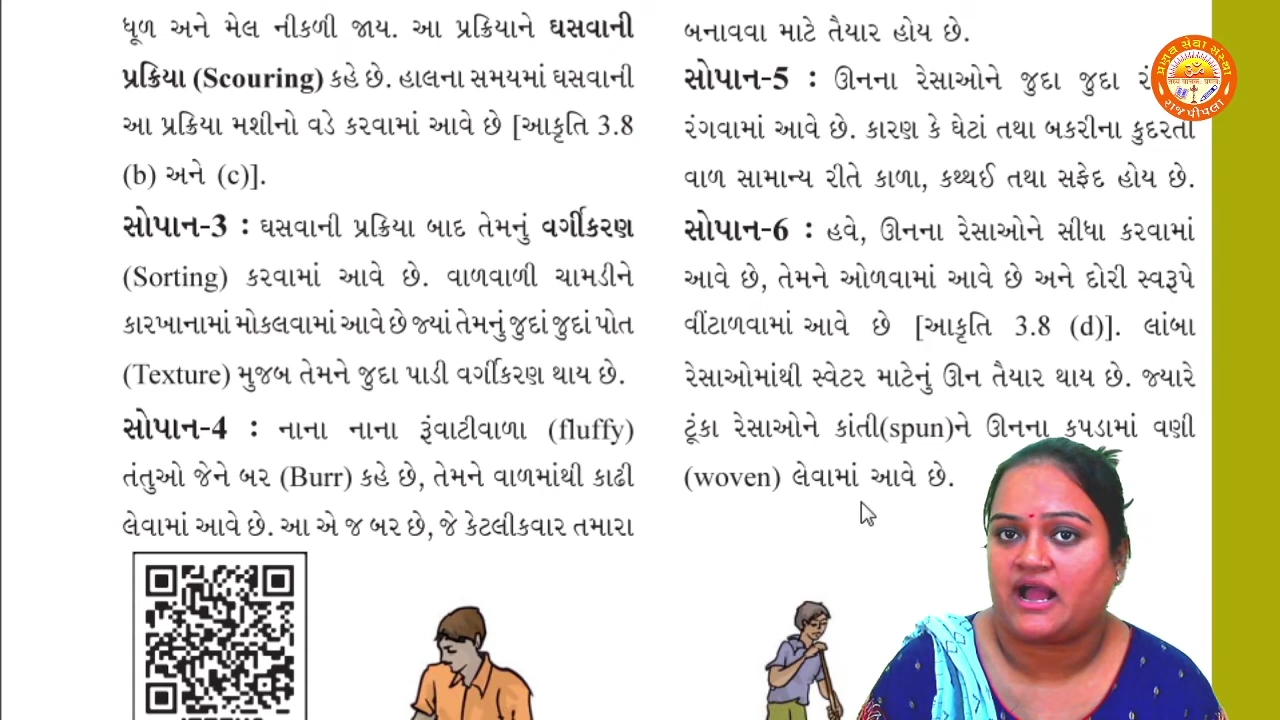 ધૂળ અને મેલ નીકળી જાય. આ પ્રક્રિયાને ઘસવાની
પ્રક્રિયા (Scouring) કહે છે. હાલના સમયમાં ઘસવાની
આ પ્રક્રિયા મશીનો વડે કરવામાં આવે છે [આકૃતિ 3.8
(b) અને (c)].
સોપાન-3 : ઘસવાની પ્રક્રિયા બાદ તેમનું વર્ગીકરણ
(Sorting) કરવામાં આવે છે. વાળવાળી ચામડીને
કારખાનામાં મોકલવામાં આવે છે જ્યાં તેમનું જુદાં જુદાં પોત
(Texture) મુજબ તેમને જુદા પાડી વર્ગીકરણ થાય છે.
સોપાન-4 : નાના નાના રૂંવાટીવાળા (fluffy)
તંતુઓ જેને બર (Burr) કહે છે, તેમને વાળમાંથી કાઢી
લેવામાં આવે છે. આ એ જ બર છે, જે કેટલીકવાર તમારા
બનાવવા માટે તૈયાર હોય છે.
સોપાન-5 : ઊનના રેસાઓને જુદા જુદા
રંગવામાં આવે છે. કારણ કે ઘેટાં તથા બકરીના કુદરતી
વાળ સામાન્ય રીતે કાળા, કથ્થઈ તથા સફેદ હોય છે.
સોપાન-6 : હવે, ઊનના રેસાઓને સીધા કરવામાં
આવે છે, તેમને ઓળવામાં આવે છે અને દોરી સ્વરૂપે
વીંટાળવામાં આવે છે [આકૃતિ 3.8 (d)]. લાંબા
રેસાઓમાંથી સ્વેટર માટેનું ઊન તૈયાર થાય છે. જ્યારે
ટૂંકા રેસાઓને કાંતી(spun)ને ઊનના કપડામાં વણી
(woven) લેવામાં આવે છે.
પ્રણવ સેવા સંસ્થા
રાજપીપલા